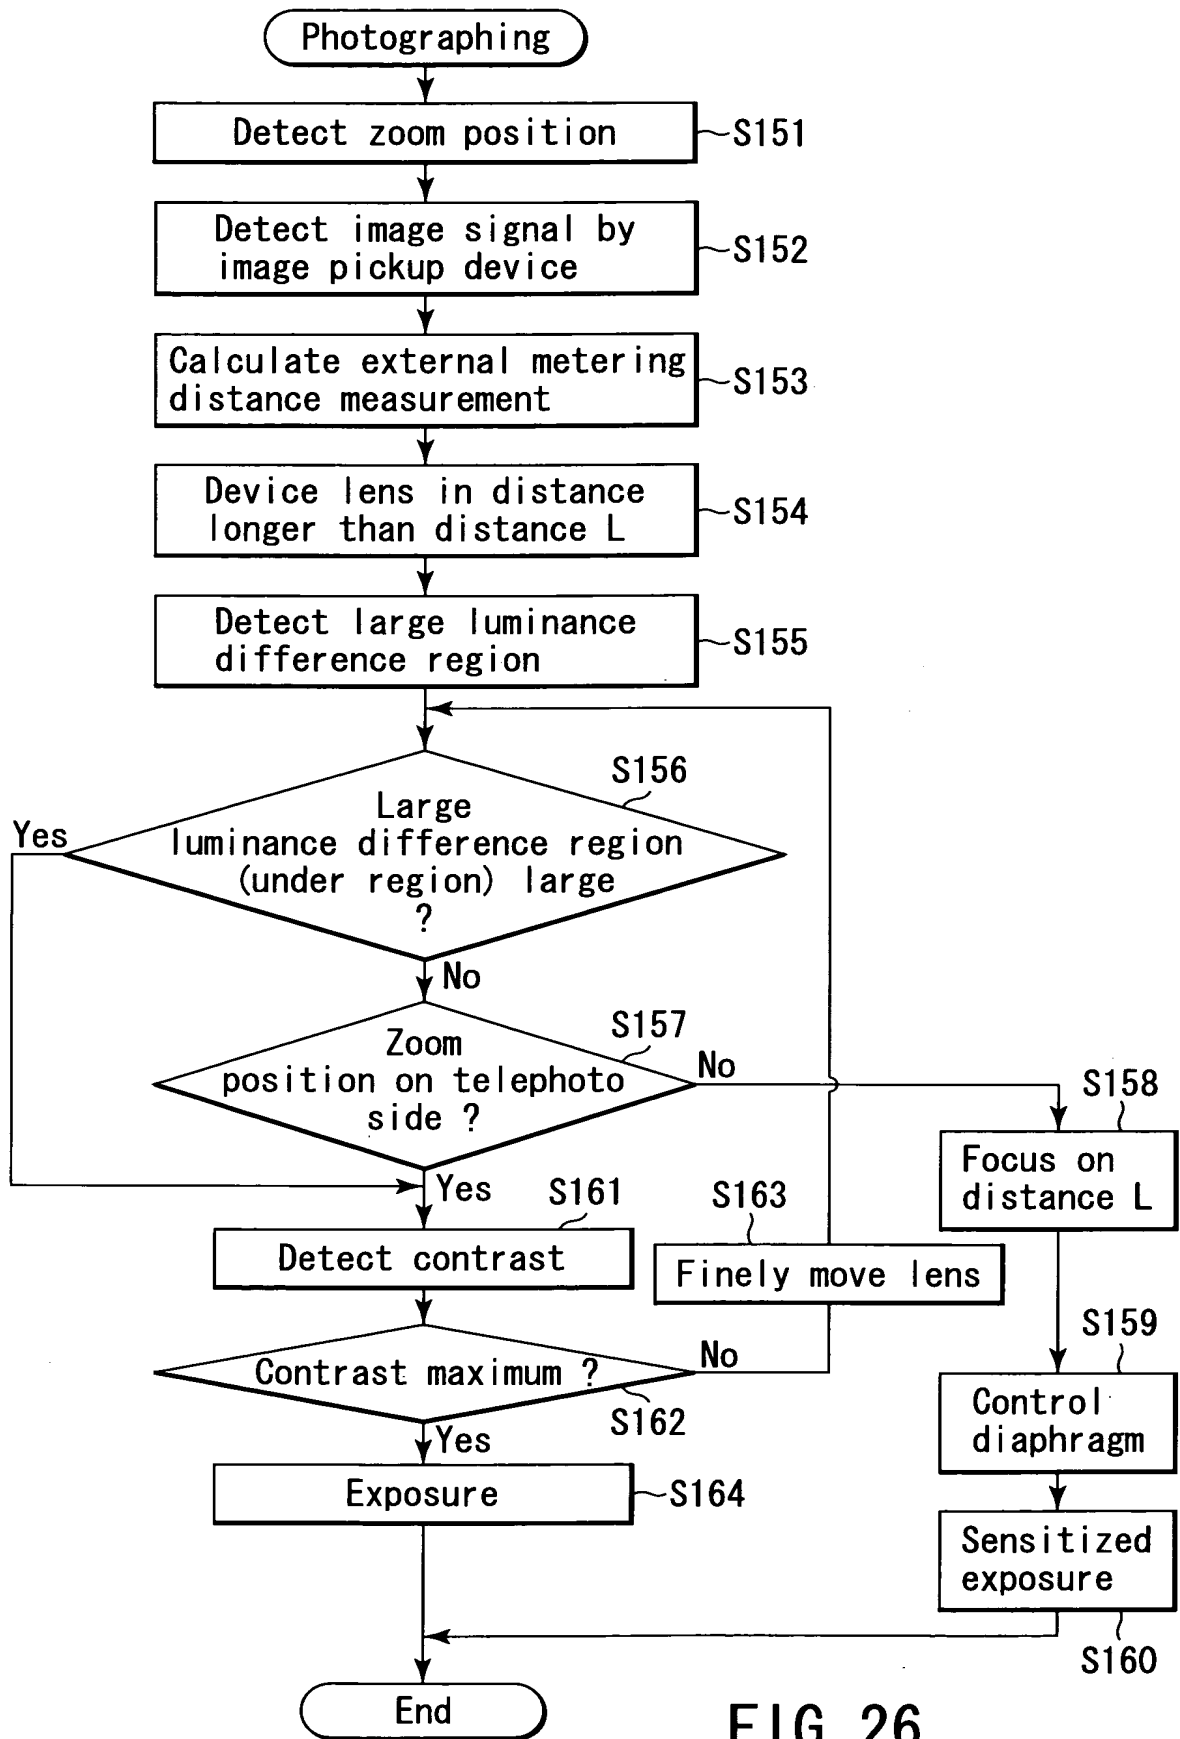 Photographing
Detect zoom position
S151
Detect image signal by
image pickup device
S152
Calculate external metering
distance measurement
S153
Device lens in distance
longer than distance L
S154
Detect large luminance
difference region
S155
S156
Large
luminance difference region
(under region) large
?
Yes
No
S157
Zoom
position on telephoto
side ?
No
Yes
S158
Focus on
distance L
S161
Detect contrast
S163
Finely move lens
S159
Control
diaphragm
Contrast maximum ?
No
S162
Yes
Exposure
S164
Sensitized
exposure
S160
End
FIG. 26